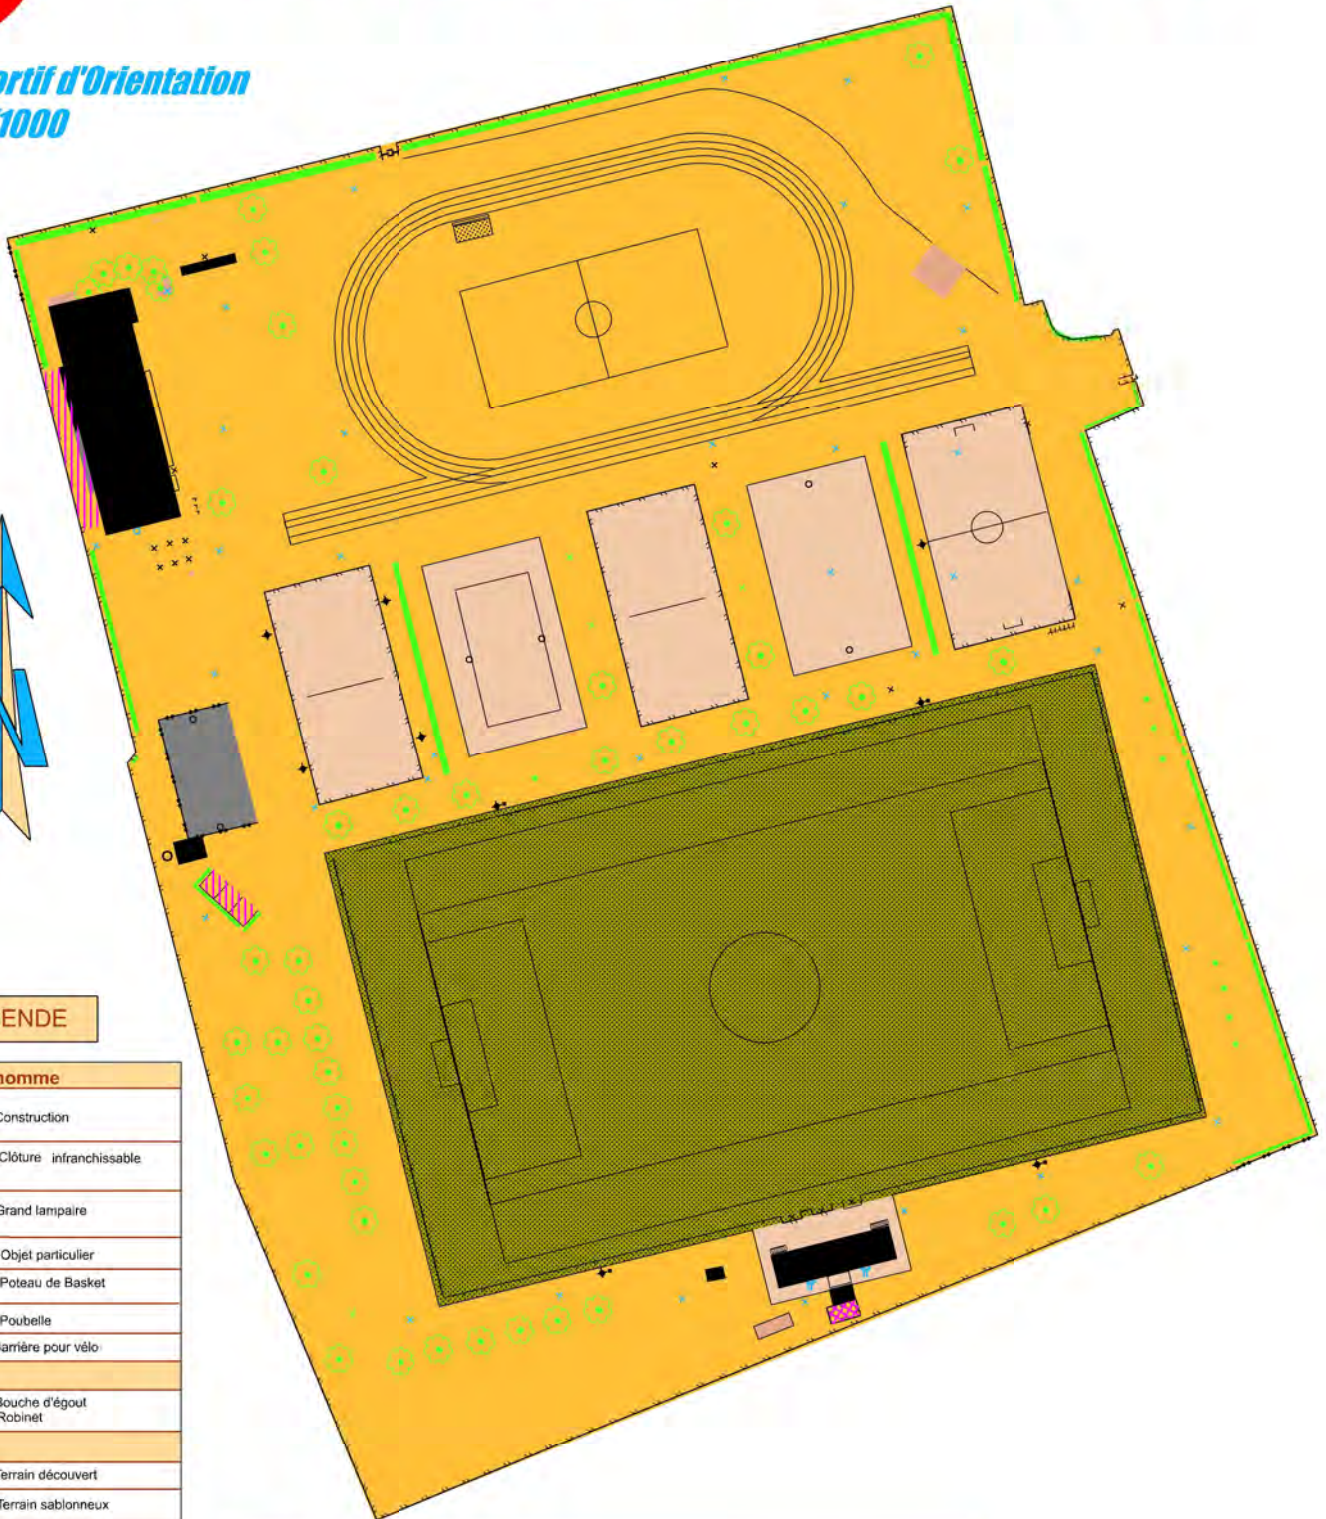 ortif d'Orientation
1000
ENDE
homme
Construction
Clôture infranchissable
Grand lampaire
Objet particulier
Poteau de Basket
Poubelle
arrière pour vélo
Bouche d'égout
Robinet
Terrain découvert
Terrain sablonneux